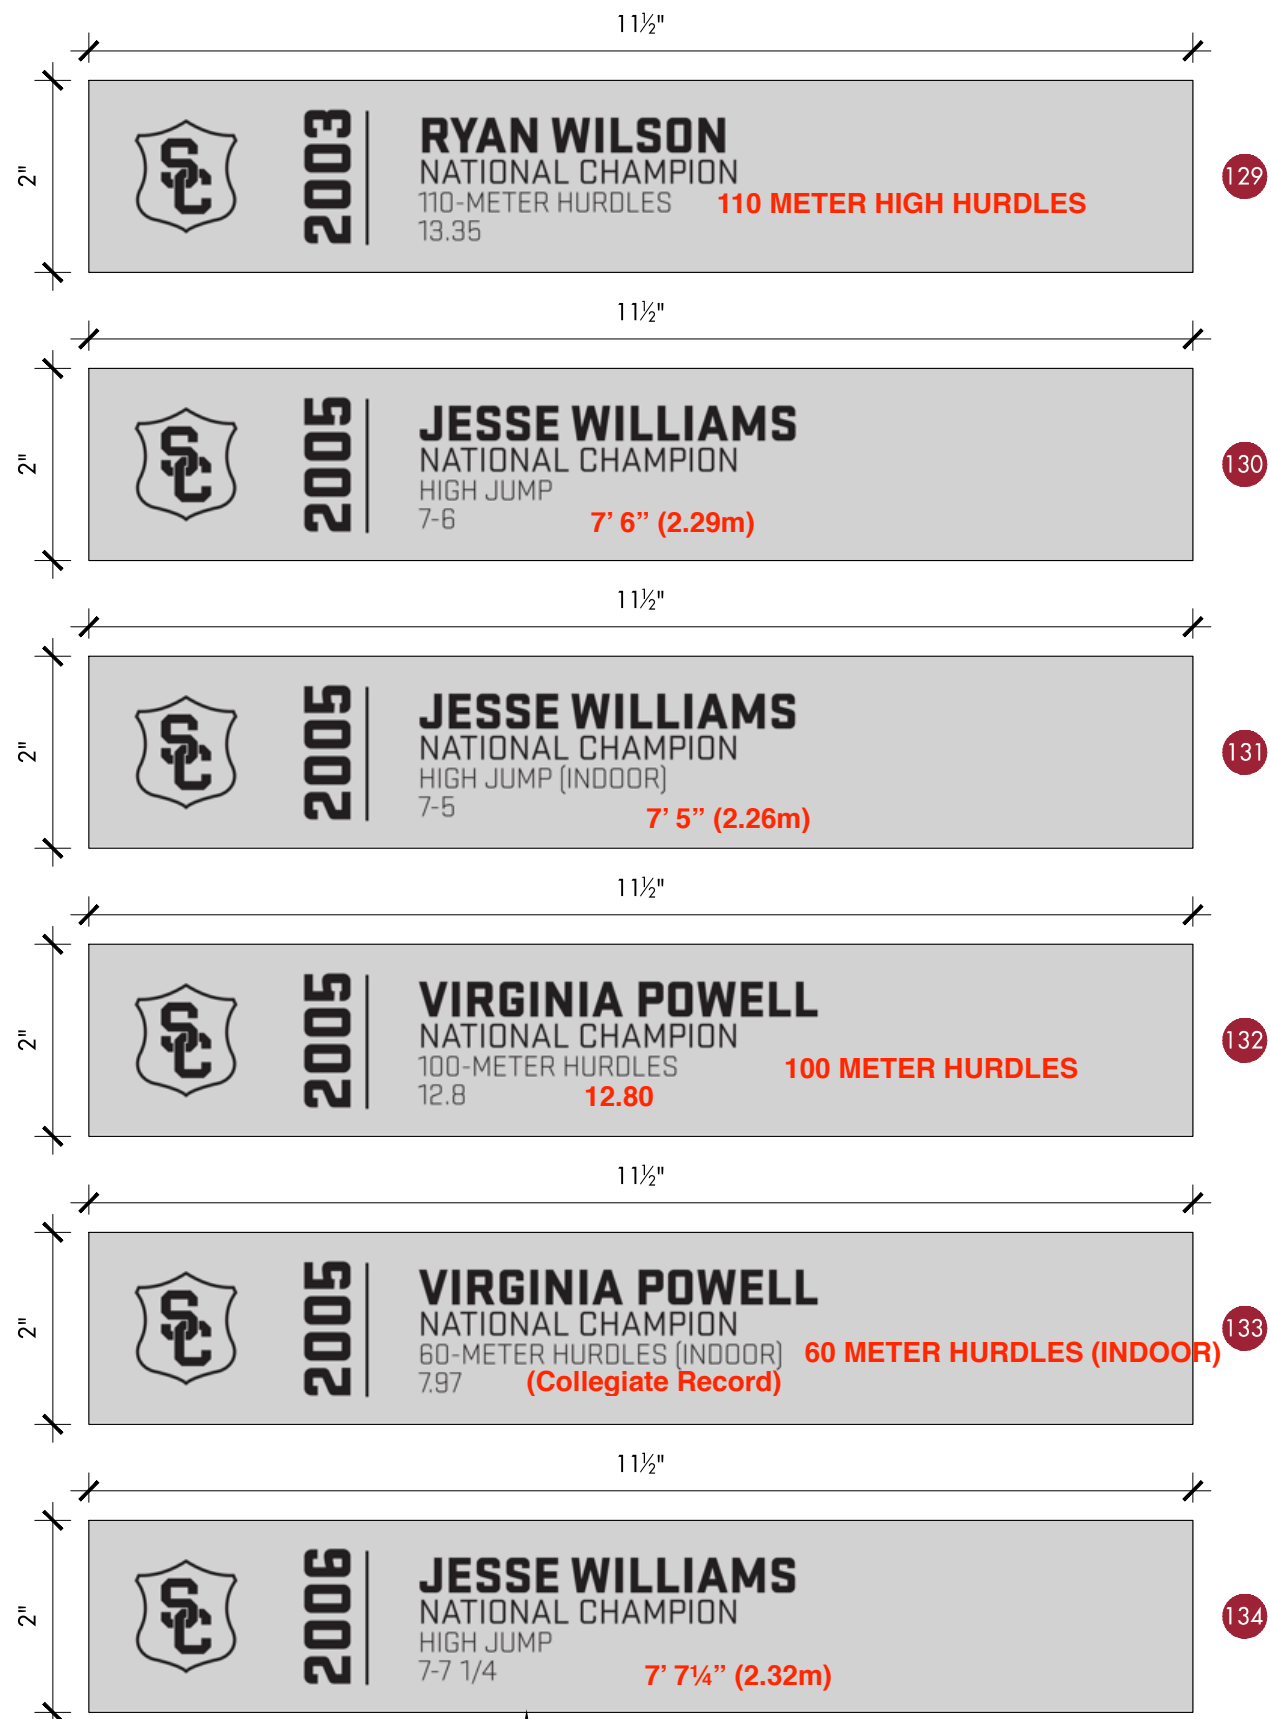 11½"
2"
SC
2003
RYAN WILSON
NATIONAL CHAMPION
110-METER HURDLES 110 METER HIGH HURDLES
13.35
129
11½"
2"
SC
2005
JESSE WILLIAMS
NATIONAL CHAMPION
HIGH JUMP
7-6 7’ 6” (2.29m)
130
11½"
2"
SC
2005
JESSE WILLIAMS
NATIONAL CHAMPION
HIGH JUMP (INDOOR)
7-5 7’ 5” (2.26m)
131
11½"
2"
SC
2005
VIRGINIA POWELL
NATIONAL CHAMPION
100-METER HURDLES 100 METER HURDLES
12.8 12.80
132
11½"
2"
SC
2005
VIRGINIA POWELL
NATIONAL CHAMPION
60-METER HURDLES (INDOOR) 60 METER HURDLES (INDOOR)
7.97 (Collegiate Record)
133
11½"
2"
SC
2006
JESSE WILLIAMS
NATIONAL CHAMPION
HIGH JUMP
7-7 1/4 7’ 7¼” (2.32m)
134